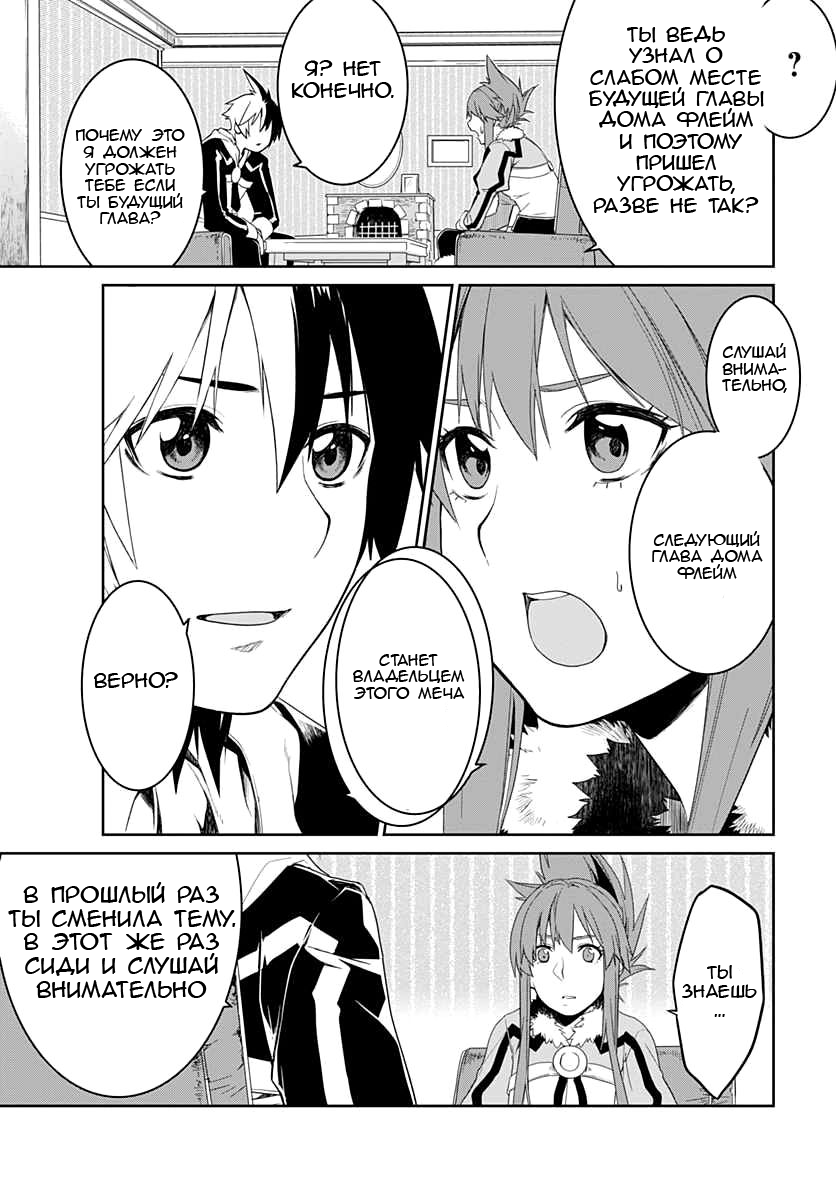 ?
ТЫ ВЕДЬ
УЗНАЛ О
СЛАБОМ МЕСТЕ
БУДУЩЕЙ ГЛАВЫ
ДОМА ФЛЕЙМ
И ПОЭТОМУ
ПРИШЕЛ
УГРОЖАТЬ,
РАЗВЕ НЕ ТАК?
Я? НЕТ
КОНЕЧНО.
ПОЧЕМУ ЭТО
Я ДОЛЖЕН
УГРОЖАТЬ
ТЕБЕ ЕСЛИ
ТЫ БУДУЩИЙ
ГЛАВА?
СЛУШАЙ
ВНИМА-
ТЕЛЬНО,
СЛЕДУЮЩИЙ
ГЛАВА ДОМА
ФЛЕЙМ
СТАНЕТ
ВЛАДЕЛЬЦЕМ
ЭТОГО МЕЧА
ВЕРНО?
ТЫ
ЗНАЕШЬ
...
В ПРОШЛЫЙ РАЗ
ТЫ СМЕНИЛА ТЕМУ.
В ЭТОТ ЖЕ РАЗ
СИДИ И СЛУШАЙ
ВНИМАТЕЛЬНО